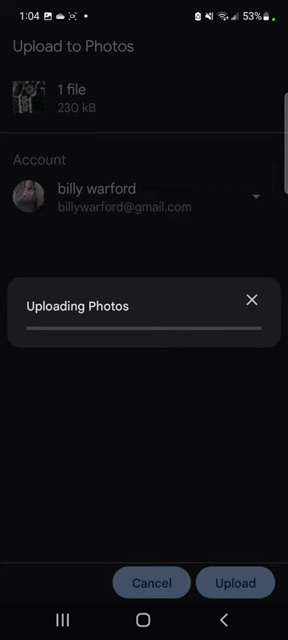 1:04
53%
Upload to Photos
1 file
230 kB
Account
billy warford
billywarford@gmail.com
Uploading Photos
Cancel
Upload